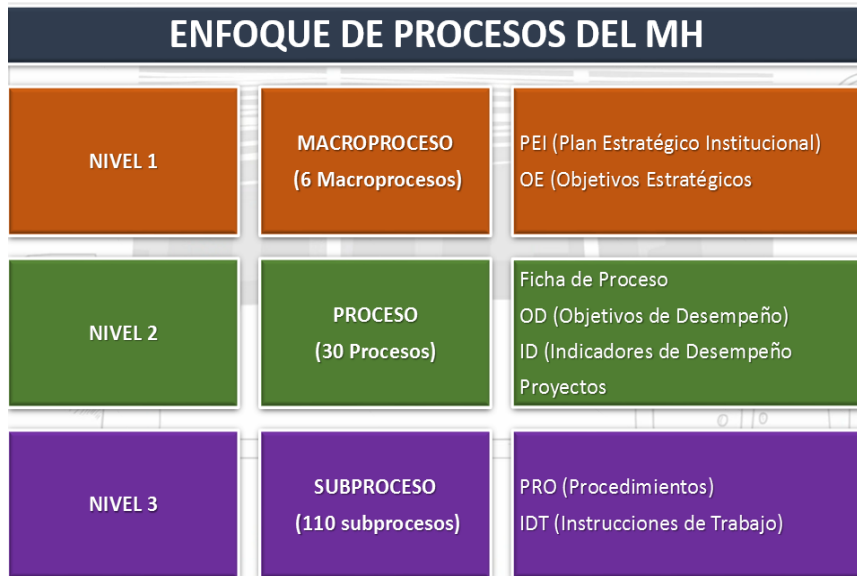 ENFOQUE DE PROCESOS DEL MH
NIVEL 1
MACROPROCESO
(6 Macroprocesos)
PEI (Plan Estratégico Institucional)
OE (Objetivos Estratégicos
NIVEL 2
PROCESO
(30 Procesos)
Ficha de Proceso
OD (Objetivos de Desempeño)
ID (Indicadores de Desempeño
Proyectos
NIVEL 3
SUBPROCESO
(110 subprocesos)
PRO (Procedimientos)
IDT (Instrucciones de Trabajo)